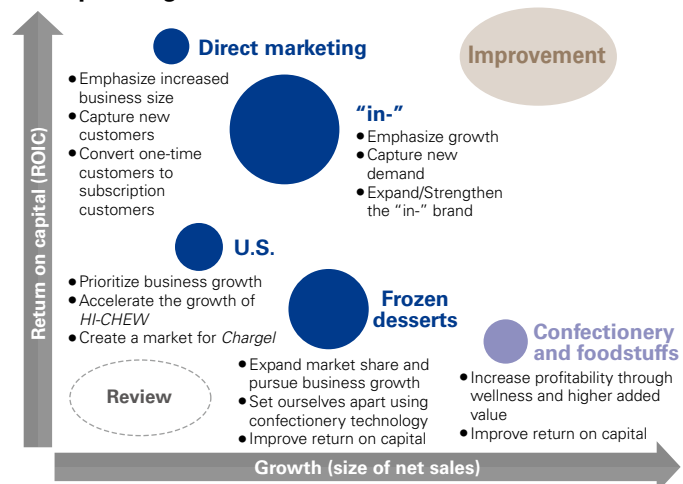 Direct marketing
• Emphasize increased
business size
• Capture new
customers
• Convert one-time
customers to
subscription
customers
Improvement
“in-”
• Emphasize growth
• Capture new
demand
• Expand/Strengthen
the “in-” brand
Return on capital (ROIC)
U.S.
• Prioritize business growth
• Accelerate the growth of
HI-CHEW
• Create a market for Chargel
Frozen
desserts
• Expand market share and
pursue business growth
• Set ourselves apart using
confectionery technology
• Improve return on capital
Confectionery
and foodstuffs
• Increase profitability through
wellness and higher added
value
• Improve return on capital
Review
Growth (size of net sales)